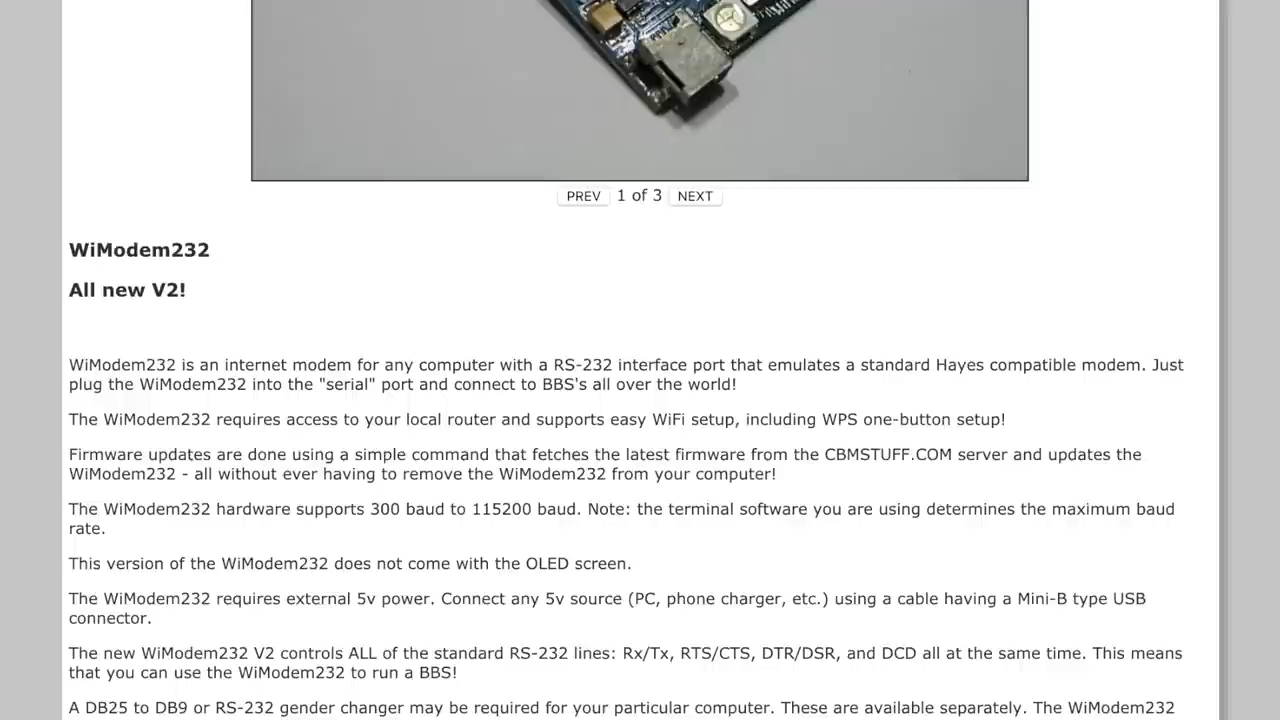 PREV 1 of 3 NEXT
WiModem232
All new V2!
WiModem232 is an internet modem for any computer with a RS-232 interface port that emulates a standard Hayes compatible modem. Just
plug the WiModem232 into the "serial" port and connect to BBS's all over the world!
The WiModem232 requires access to your local router and supports easy WiFi setup, including WPS one-button setup!
Firmware updates are done using a simple command that fetches the latest firmware from the CBMSTUFF.COM server and updates the
WiModem232 - all without ever having to remove the WiModem232 from your computer!
The WiModem232 hardware supports 300 baud to 115200 baud. Note: the terminal software you are using determines the maximum baud
rate.
This version of the WiModem232 does not come with the OLED screen.
The WiModem232 requires external 5v power. Connect any 5v source (PC, phone charger, etc.) using a cable having a Mini-B type USB
connector.
The new WiModem232 V2 controls ALL of the standard RS-232 lines: Rx/Tx, RTS/CTS, DTR/DSR, and DCD all at the same time. This means
that you can use the WiModem232 to run a BBS!
A DB25 to DB9 or RS-232 gender changer may be required for your particular computer. These are available separately. The WiModem232